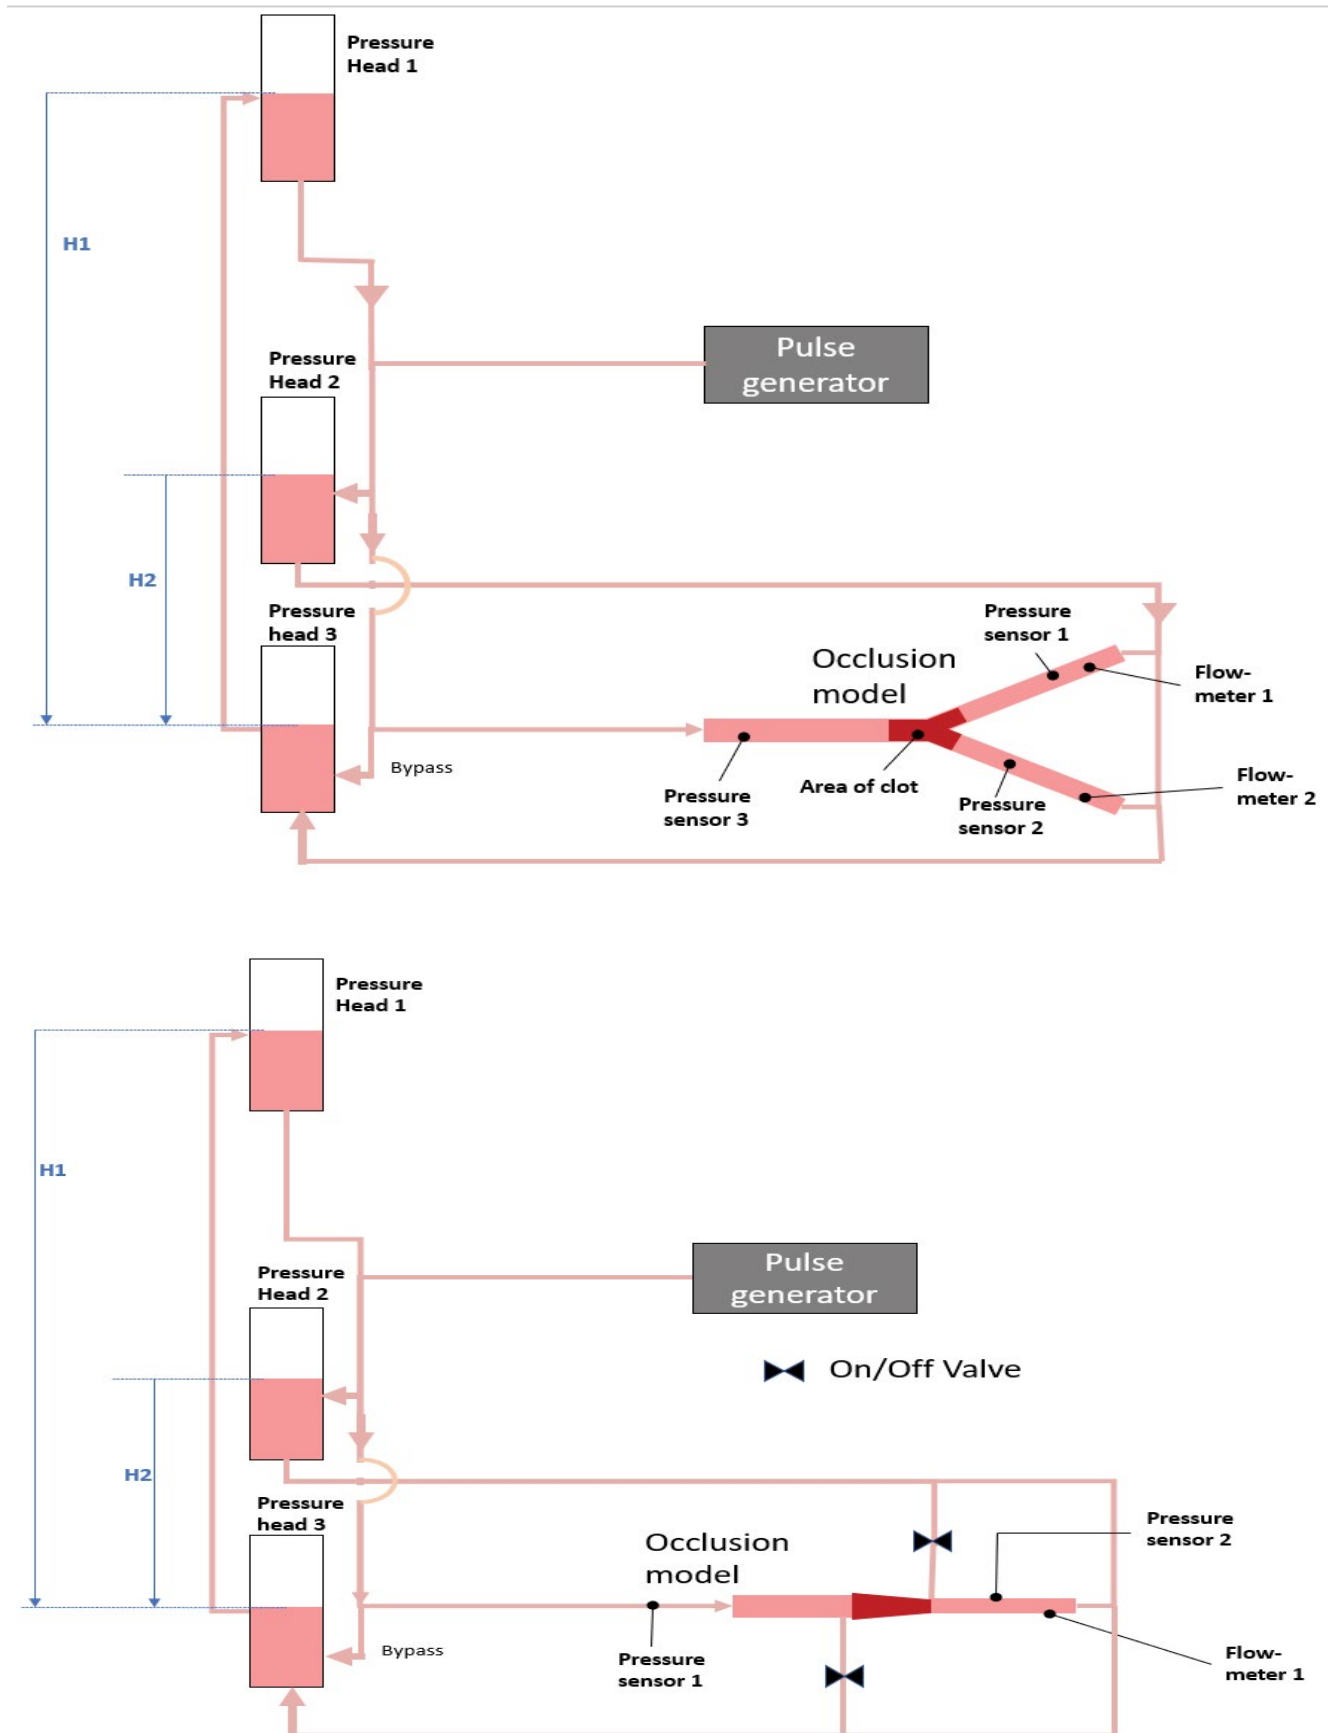 Pressure
Head 1
H1
Pulse
generator
Pressure
Head 2
H2
Pressure
head 3
Pressure
sensor 1
Occlusion
model
Flow-
meter 1
Bypass
Area of clot
Pressure
sensor 3
Pressure
sensor 2
Flow-
meter 2
Pressure
Head 1
H1
Pulse
generator
Pressure
Head 2
On/Off Valve
H2
Pressure
head 3
Occlusion
model
Pressure
sensor 2
Bypass
Pressure
sensor 1
Flow-
meter 1